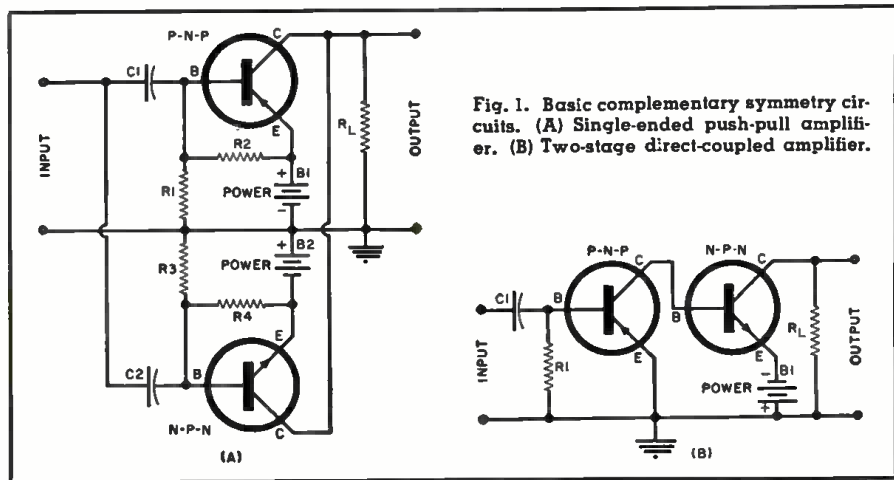 P-N-P
C
C1
B
E
R2
RL
INPUT
OUTPUT
R1
+ B1
POWER
-
+ B2
POWER
-
R3
R4
E
C2
B
N-P-N
C
(A)
Fig. 1. Basic complementary symmetry cir-
cuits. (A) Single-ended push-pull amplifi-
er. (B) Two-stage direct-coupled amplifier.
P-N-P
N-P-N
C
C
C1
B
B
E
E
R1
RL
INPUT
OUTPUT
- B1
POWER
+
(B)